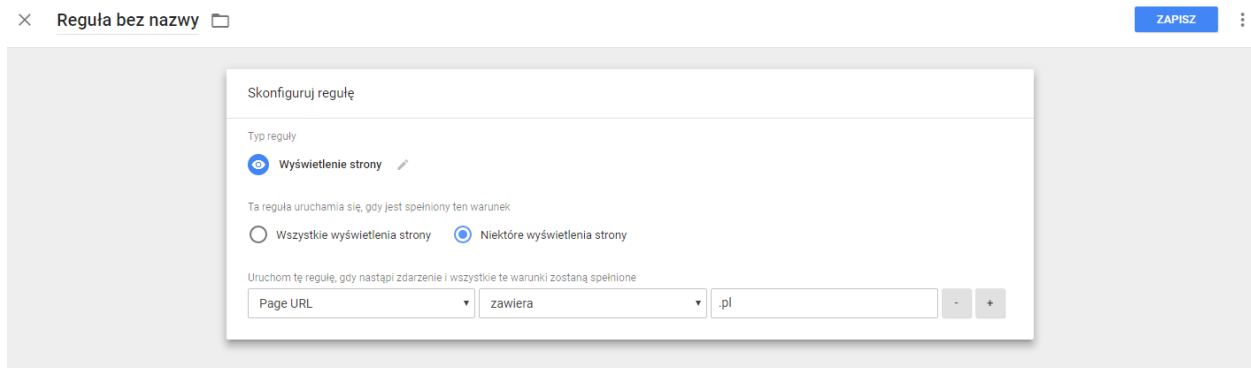 Reguła bez nazwy
ZAPISZ
Skonfiguruj regułę
Typ reguły
Wyświetlenie strony
Ta reguła uruchamia się, gdy jest spełniony ten warunek
Wszystkie wyświetlenia strony Niektóre wyświetlenia strony
Uruchom tę regułę, gdy nastąpi zdarzenie i wszystkie te warunki zostaną spełnione
Page URL zawiera .pl - +